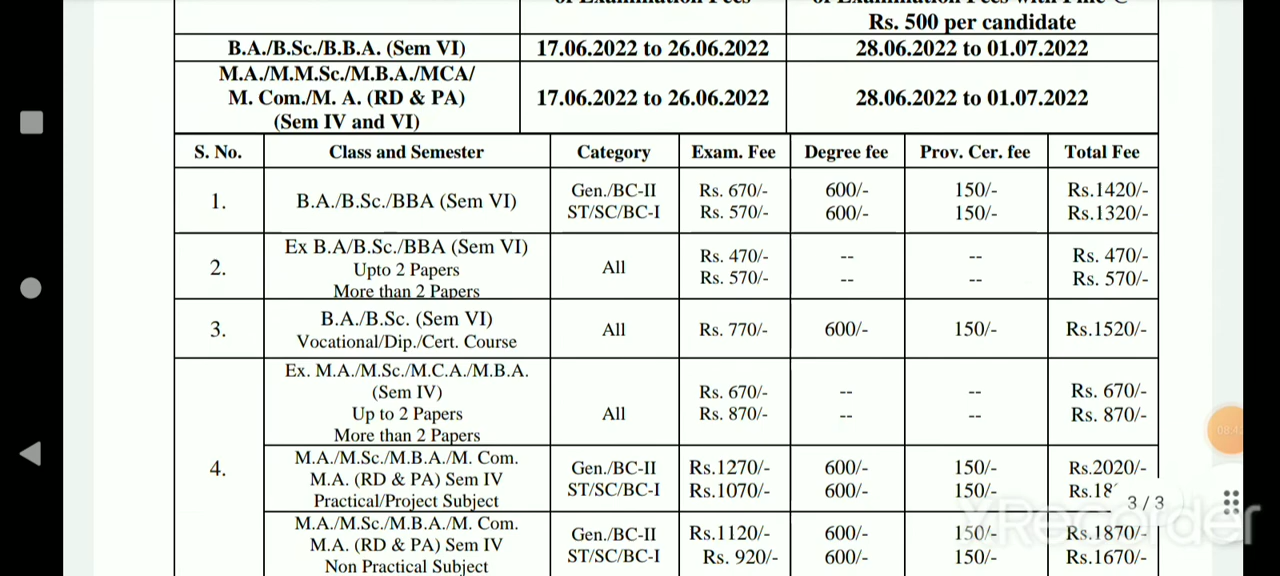 Rs. 500 per candidate
B.A./B.Sc./B.B.A. (Sem VI) 17.06.2022 to 26.06.2022 28.06.2022 to 01.07.2022
M.A./M.M.Sc./M.B.A./MCA/
M. Com./M. A. (RD & PA) 17.06.2022 to 26.06.2022 28.06.2022 to 01.07.2022
(Sem IV and VI)
S. No. Class and Semester Category Exam. Fee Degree fee Prov. Cer. fee Total Fee
1. B.A./B.Sc./BBA (Sem VI) Gen./BC-II Rs. 670/- 600/- 150/- Rs.1420/-
ST/SC/BC-I Rs. 570/- 600/- 150/- Rs.1320/-
Ex B.A/B.Sc./BBA (Sem VI) Rs. 470/- -- -- Rs. 470/-
2. Upto 2 Papers All
More than 2 Papers Rs. 570/- -- -- Rs. 570/-
B.A./B.Sc. (Sem VI)
3. Vocational/Dip./Cert. Course All Rs. 770/- 600/- 150/- Rs.1520/-
Ex. M.A./M.Sc./M.C.A./M.B.A.
(Sem IV) Rs. 670/- -- -- Rs. 670/-
Up to 2 Papers All Rs. 870/- -- -- Rs. 870/-
More than 2 Papers
4. M.A./M.Sc./M.B.A./M. Com. Gen./BC-II Rs.1270/- 600/- 150/- Rs.2020/-
M.A. (RD & PA) Sem IV ST/SC/BC-I Rs.1070/- 600/- 150/-
Practical/Project Subject
3 / 3
M.A./M.Sc./M.B.A./M. Com. Gen./BC-II Rs.1120/- 600/- 150/- Rs.1870/-
M.A. (RD & PA) Sem IV ST/SC/BC-I Rs. 920/- 600/- 150/- Rs.1670/-
Non Practical Subject
XRecorder